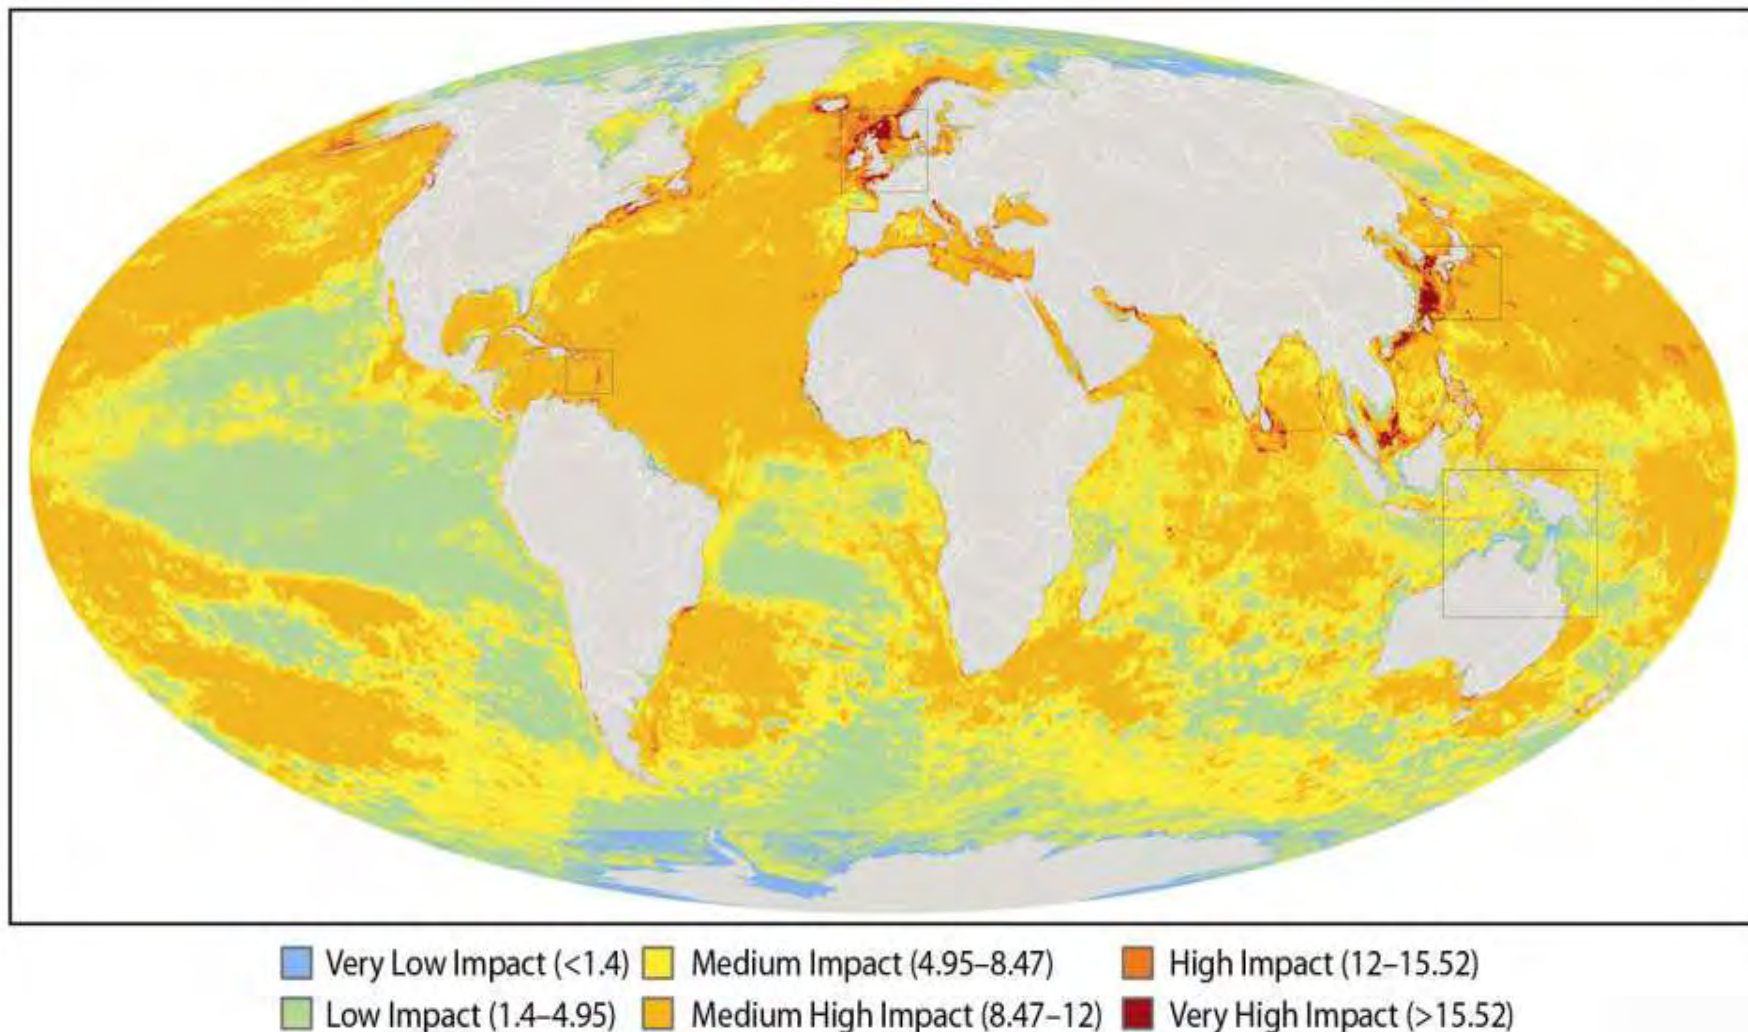 Very Low Impact (<1.4)
Medium Impact (4.95–8.47)
High Impact (12–15.52)
Low Impact (1.4–4.95)
Medium High Impact (8.47–12)
Very High Impact (>15.52)